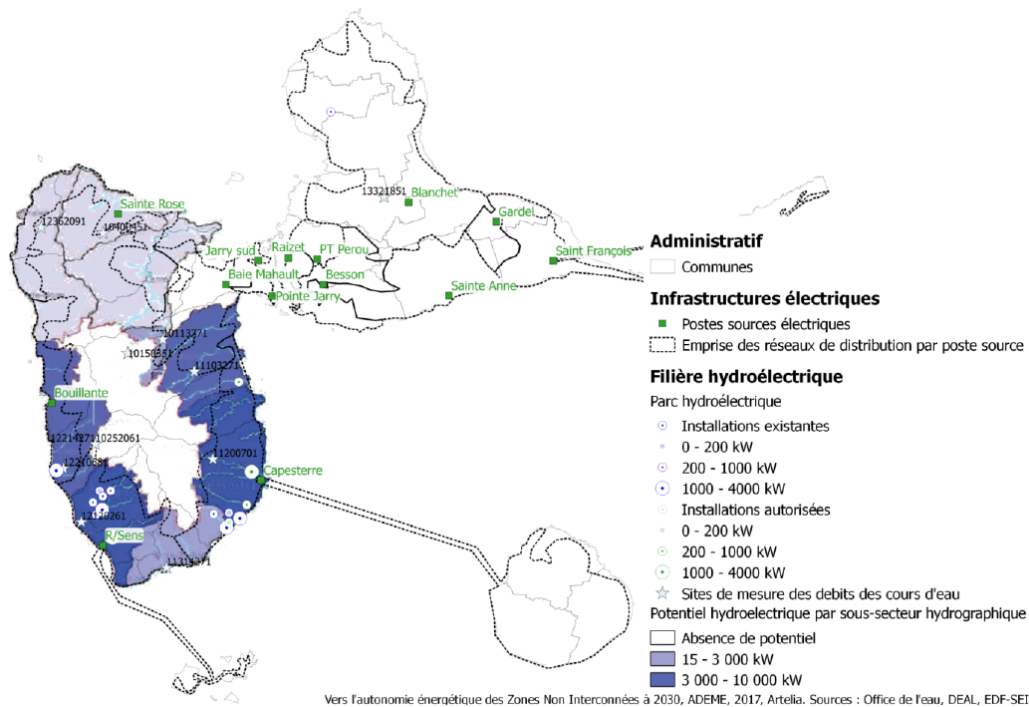 13321851
Blanchet
Sainte Rose
12362091
Gardel
Jarry sud
Raizet
PT Perou
Saint François
Baie Mahault
Besson
Pointe Jarry
Sainte Anne
10113371
11103271
Bouillante
11200701
Capesterre
12120261
R/Sens
Administratif
Communes
Infrastructures électriques
Postes sources électriques
Emprise des réseaux de distribution par poste source
Filière hydroélectrique
Parc hydroélectrique
Installations existantes
0 - 200 kW
200 - 1000 kW
1000 - 4000 kW
Installations autorisées
0 - 200 kW
200 - 1000 kW
1000 - 4000 kW
Sites de mesure des debits des cours d'eau
Potentiel hydroelectrique par sous-secteur hydrographique
Absence de potentiel
15 - 3 000 kW
3 000 - 10 000 kW
Vers l'autonomie énergétique des Zones Non Interconnées à 2030, ADEME, 2017, Artelia. Sources : Office de l'eau, DEAL, EDF-SEI